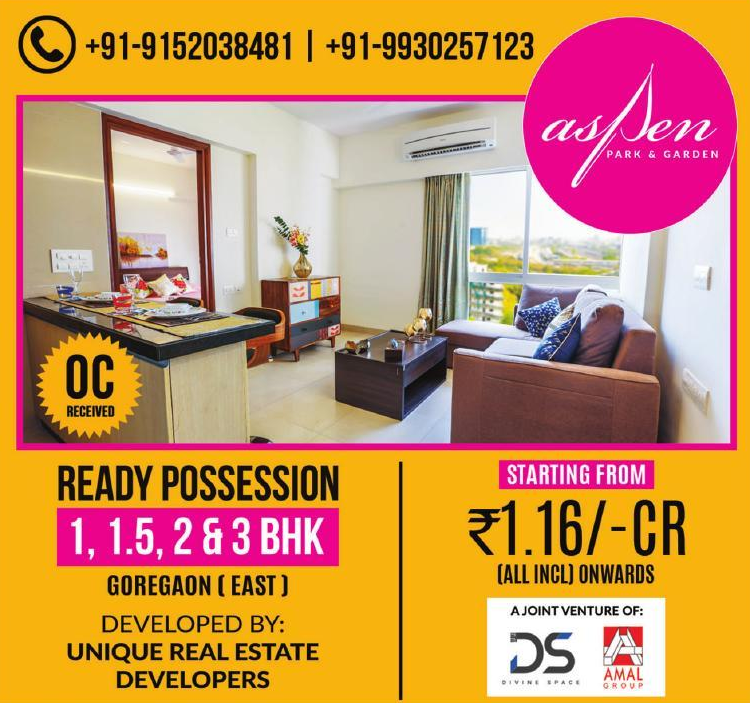 +91-9152038481 | +91-9930257123
aspen
PARK & GARDEN
OC
RECEIVED
READY POSSESSION
1, 1.5, 2 & 3 BHK
GOREGAON ( EAST )
DEVELOPED BY:
UNIQUE REAL ESTATE
DEVELOPERS
STARTING FROM
₹1.16/-CR
(ALL INCL) ONWARDS
A JOINT VENTURE OF:
DS
DIVINE SPACE
AMAL
GROUP